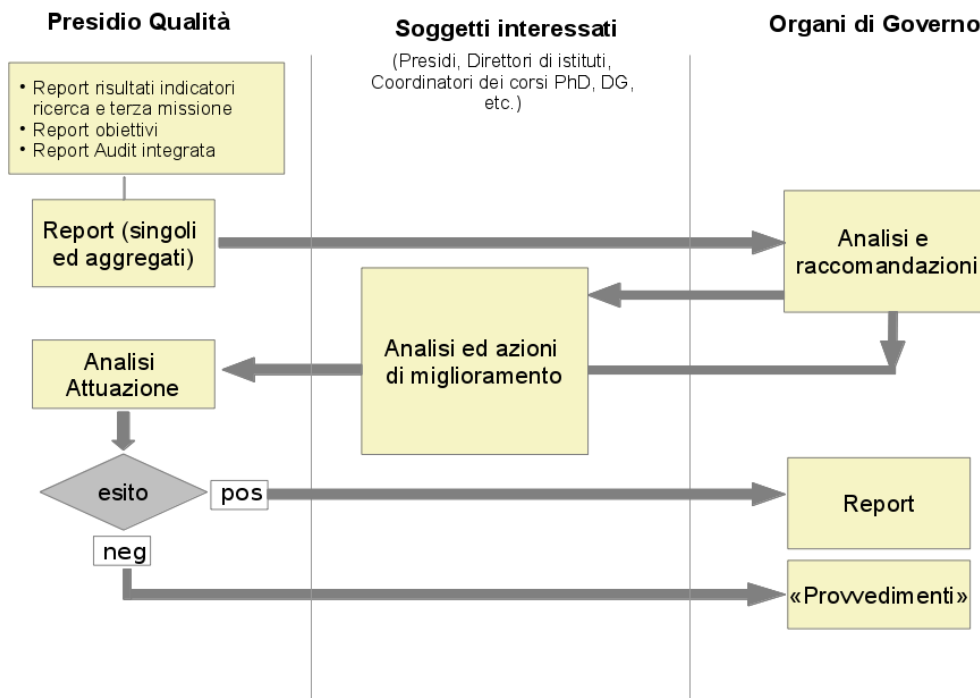 Presidio Qualità
Soggetti interessati
(Presidi, Direttori di istituti,
Coordinatori dei corsi PhD, DG,
etc.)
Organi di Governo
• Report risultati indicatori
ricerca e terza missione
• Report obiettivi
• Report Audit integrata
Report (singoli
ed aggregati)
Analisi e
raccomandazioni
Analisi ed azioni
di miglioramento
Analisi
Attuazione
esito
pos
neg
Report
«Provvedimenti»